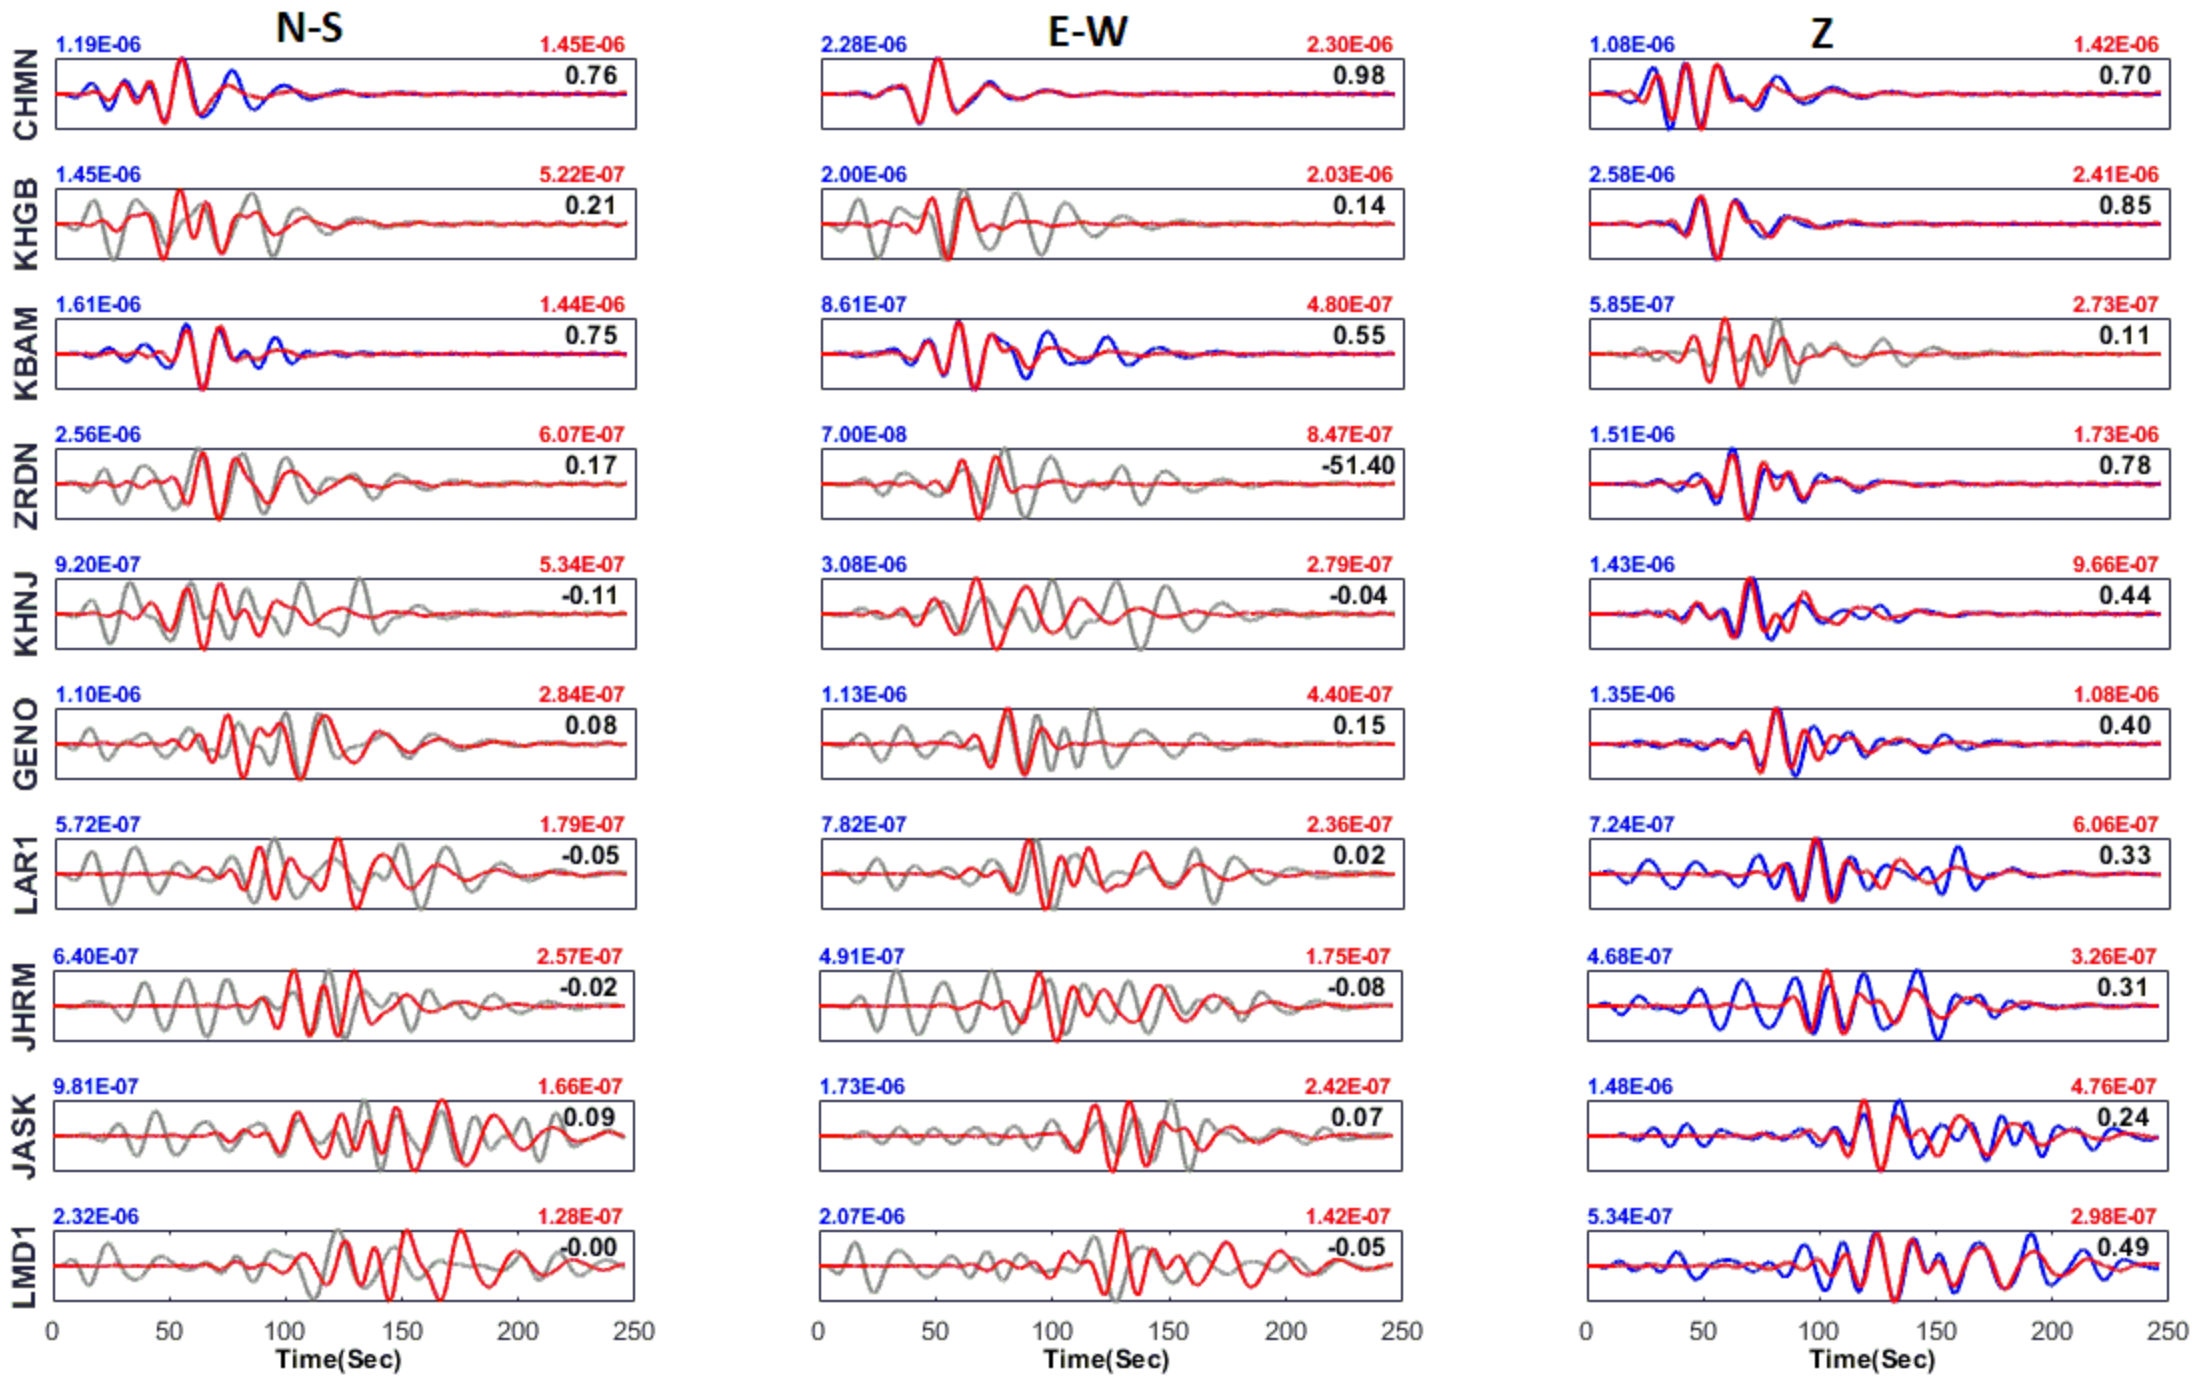 N-S E-W Z
1.19E-06 1.45E-06 2.28E-06 2.30E-06 1.08E-06 1.42E-06
CHMN 0.76 0.98 0.70
1.45E-06 5.22E-07 2.00E-06 2.03E-06 2.58E-06 2.41E-06
KHGB 0.21 0.14 0.85
1.61E-06 1.44E-06 8.61E-07 4.80E-07 5.85E-07 2.73E-07
KBAM 0.75 0.55 0.11
2.56E-06 6.07E-07 7.00E-08 8.47E-07 1.51E-06 1.73E-06
ZRDN 0.17 -51.40 0.78
9.20E-07 5.34E-07 3.08E-06 2.79E-07 1.43E-06 9.66E-07
KHNJ -0.11 -0.04 0.44
1.10E-06 2.84E-07 1.13E-06 4.40E-07 1.35E-06 1.08E-06
GENO 0.08 0.15 0.40
5.72E-07 1.79E-07 7.82E-07 2.36E-07 7.24E-07 6.06E-07
LAR1 -0.05 0.02 0.33
6.40E-07 2.57E-07 4.91E-07 1.75E-07 4.68E-07 3.26E-07
JHRM -0.02 -0.08 0.31
9.81E-07 1.66E-07 1.73E-06 2.42E-07 1.48E-06 4.76E-07
JASK 0.09 0.07 0.24
2.32E-06 1.28E-07 2.07E-06 1.42E-07 5.34E-07 2.98E-07
LMD1 -0.00 -0.05 0.49
0 50 100 150 200 250 0 50 100 150 200 250 0 50 100 150 200 250
Time(Sec) Time(Sec) Time(Sec)